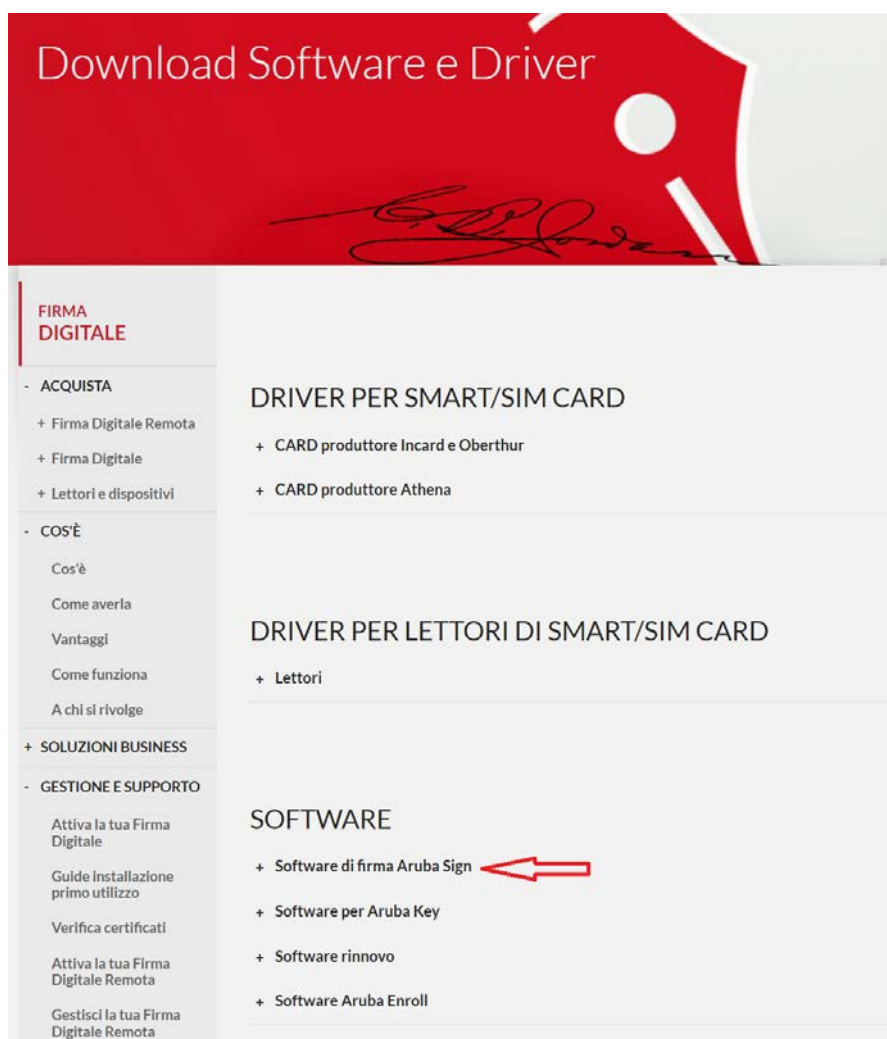 Download Software e Driver
FIRMA
DIGITALE
- ACQUISTA
+ Firma Digitale Remota
+ Firma Digitale
+ Lettori e dispositivi
- COS'È
Cos'è
Come averla
Vantaggi
Come funziona
A chi si rivolge
+ SOLUZIONI BUSINESS
- GESTIONE E SUPPORTO
Attiva la tua Firma
Digitale
Guide installazione
primo utilizzo
Verifica certificati
Attiva la tua Firma
Digitale Remota
Gestisci la tua Firma
Digitale Remota
DRIVER PER SMART/SIM CARD
+ CARD produttore Incard e Oberthur
+ CARD produttore Athena
DRIVER PER LETTORI DI SMART/SIM CARD
+ Lettori
SOFTWARE
+ Software di firma Aruba Sign
+ Software per Aruba Key
+ Software rinnovo
+ Software Aruba Enroll